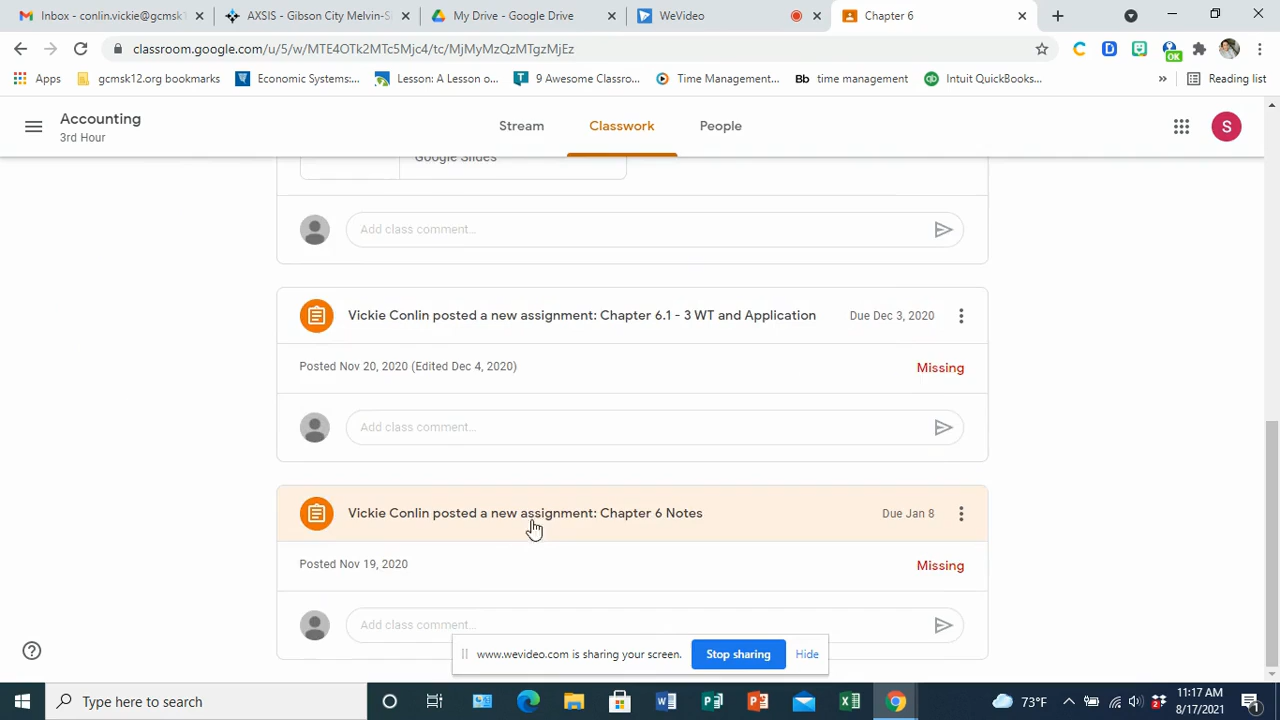 Inbox - conlin.vickie@gcmsk1
AXSIS - Gibson City Melvin-S
My Drive - Google Drive
WeVideo
Chapter 6
classroom.google.com/u/5/w/MTE4OTk2MTc5Mjc4/tc/MjMyMzQzMTgzMjEz
OK
Apps
gcmsk12.org bookmarks
Economic Systems:...
Lesson: A Lesson o...
9 Awesome Classro...
Time Management...
Bb time management
Intuit QuickBooks...
»
Reading list
Accounting
3rd Hour
Stream
Classwork
People
S
Google Slides
Add class comment...
Vickie Conlin posted a new assignment: Chapter 6.1 - 3 WT and Application
Due Dec 3, 2020
Posted Nov 20, 2020 (Edited Dec 4, 2020)
Missing
Add class comment...
Vickie Conlin posted a new assignment: Chapter 6 Notes
Due Jan 8
Posted Nov 19, 2020
Missing
Add class comment...
www.wevideo.com is sharing your screen.
Stop sharing
Hide
Type here to search
73°F
11:17 AM
8/17/2021